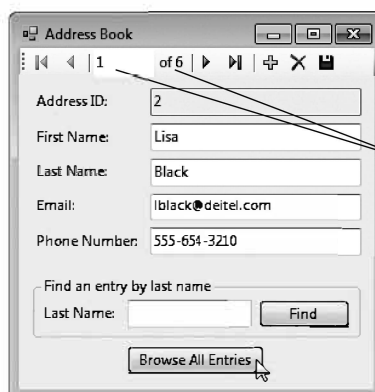 Address Book
1 of 6
Address ID: 2
First Name: Lisa
Last Name: Black
Email: lblack@deitel.com
Phone Number: 555-654-3210
Find an entry by last name
Last Name: Find
Browse All Entries